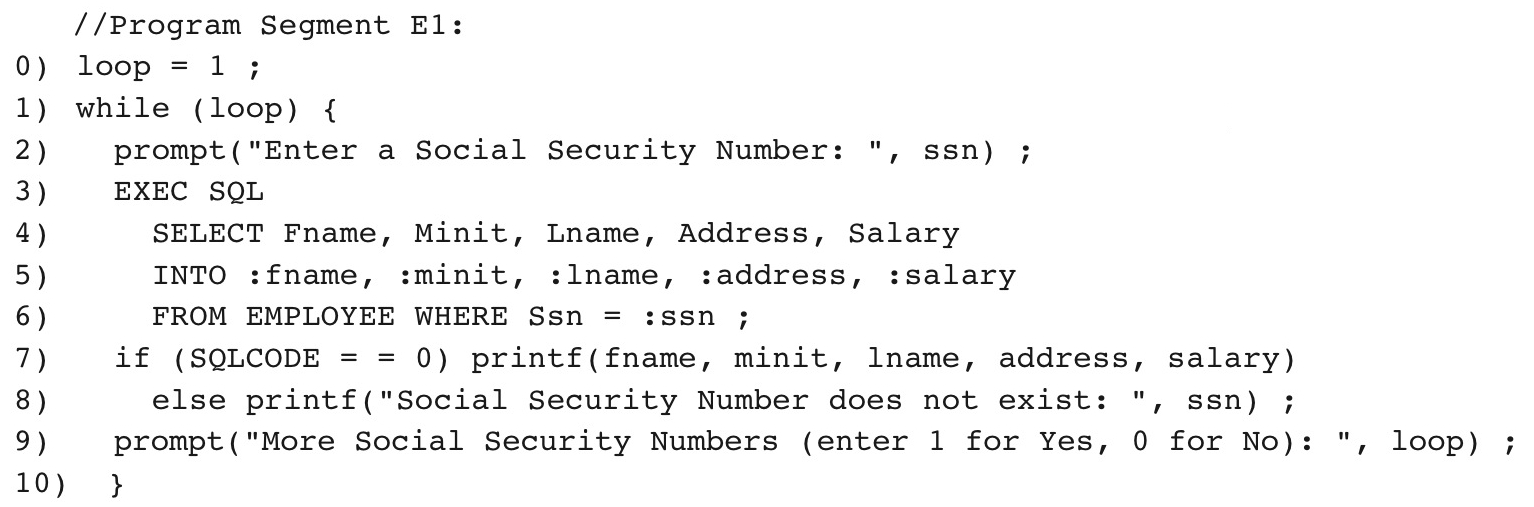 //Program Segment E1:
0) loop = 1 ;
1) while (loop) {
2) prompt("Enter a Social Security Number: ", ssn) ;
3) EXEC SQL
4) SELECT Fname, Minit, Lname, Address, Salary
5) INTO :fname, :minit, :lname, :address, :salary
6) FROM EMPLOYEE WHERE Ssn = :ssn ;
7) if (SQLCODE = = 0) printf(fname, minit, lname, address, salary)
8) else printf("Social Security Number does not exist: ", ssn) ;
9) prompt("More Social Security Numbers (enter 1 for Yes, 0 for No): ", loop) ;
10) }